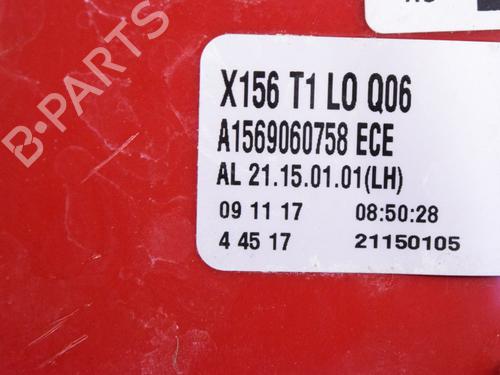 B-PARTS
X156 T1 LO Q06
A1569060758 ECE
AL 21.15.01.01(LH)
09 11 17 08:50:28
4 45 17 21150105